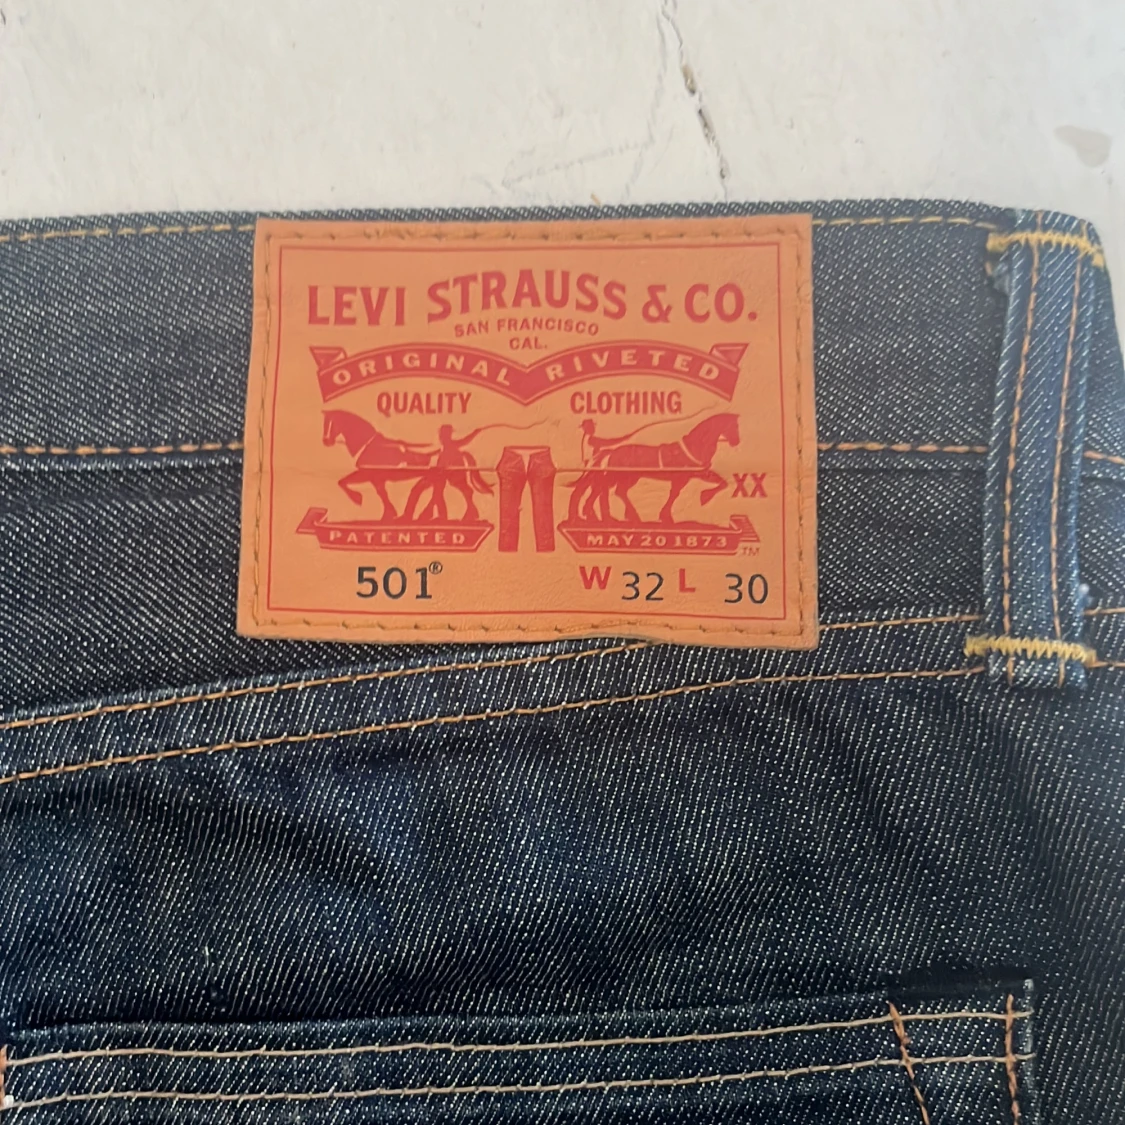 LEVI STRAUSS & CO.
SAN FRANCISCO
CAL.
ORIGINAL RIVETED
QUALITY CLOTHING
XX
PATENTED MAY 20 1873 TM
501® W 32 L 30